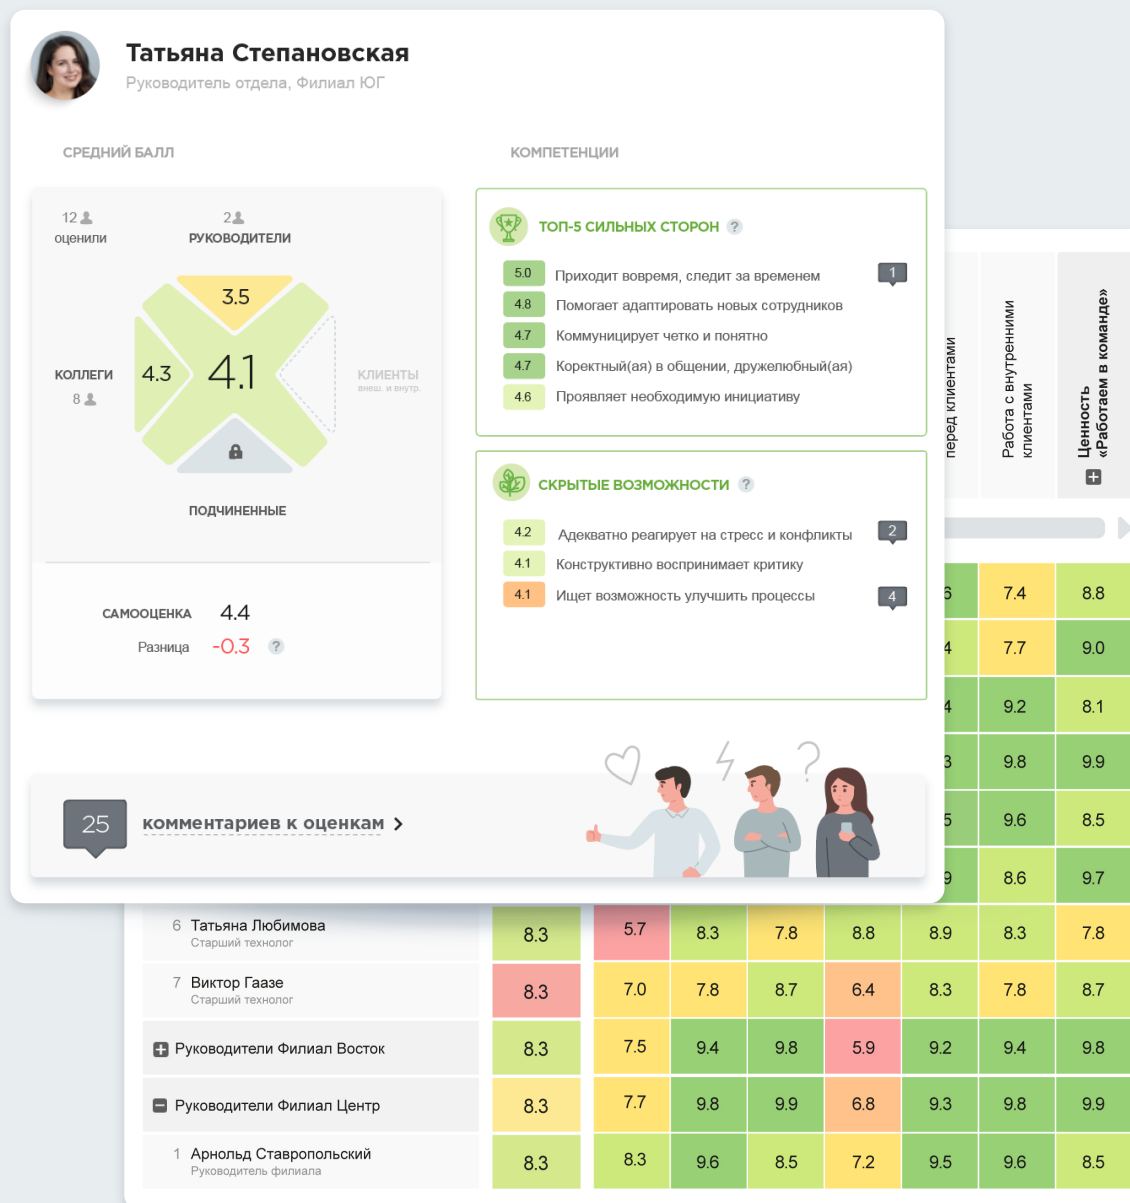 Татьяна Степановская
Руководитель отдела, Филиал ЮГ
СРЕДНИЙ БАЛЛ
12
оценили
2
РУКОВОДИТЕЛИ
3.5
КОЛЛЕГИ
8
4.3
4.1
КЛИЕНТЫ
внеш. и внутр.
ПОДЧИНЕННЫЕ
САМООЦЕНКА 4.4
Разница -0.3 ?
КОМПЕТЕНЦИИ
ТОП-5 СИЛЬНЫХ СТОРОН ?
5.0 Приходит вовремя, следит за временем 1
4.8 Помогает адаптировать новых сотрудников
4.7 Коммуницирует четко и понятно
4.7 Коректный(ая) в общении, дружелюбный(ая)
4.6 Проявляет необходимую инициативу
СКРЫТЫЕ ВОЗМОЖНОСТИ ?
4.2 Адекватно реагирует на стресс и конфликты 2
4.1 Конструктивно воспринимает критику
4.1 Ищет возможность улучшить процессы 4
25 комментариев к оценкам
?
перед клиентами
Работа с внутренними
клиентами
Ценность
«Работаем в команде»
6 7.4 8.8
4 7.7 9.0
4 9.2 8.1
3 9.8 9.9
5 9.6 8.5
9 8.6 9.7
6 Татьяна Любимова 8.3 5.7 8.3 7.8 8.8 8.9 8.3 7.8
Старший технолог
7 Виктор Гаазе 8.3 7.0 7.8 8.7 6.4 8.3 7.8 8.7
Старший технолог
Руководители Филиал Восток 8.3 7.5 9.4 9.8 5.9 9.2 9.4 9.8
Руководители Филиал Центр 8.3 7.7 9.8 9.9 6.8 9.3 9.8 9.9
1 Арнольд Ставропольский 8.3 8.3 9.6 8.5 7.2 9.5 9.6 8.5
Руководитель филиала